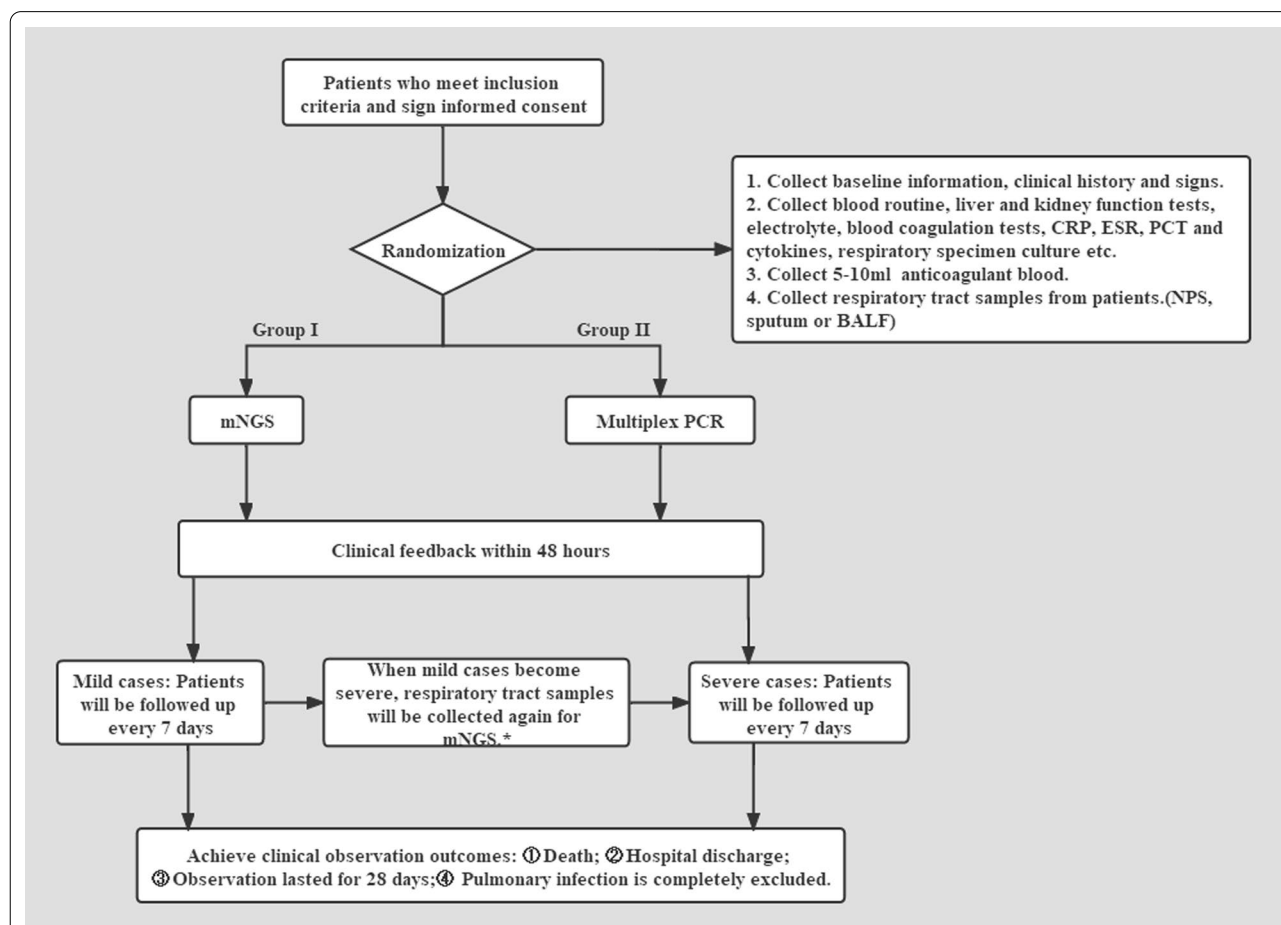 Patients who meet inclusion
criteria and sign informed consent
Randomization
1. Collect baseline information, clinical history and signs.
2. Collect blood routine, liver and kidney function tests,
electrolyte, blood coagulation tests, CRP, ESR, PCT and
cytokines, respiratory specimen culture etc.
3. Collect 5-10ml anticoagulant blood.
4. Collect respiratory tract samples from patients.(NPS,
sputum or BALF)
Group I
Group II
mNGS
Multiplex PCR
Clinical feedback within 48 hours
Mild cases: Patients
will be followed up
every 7 days
When mild cases become
severe, respiratory tract samples
will be collected again for
mNGS.*
Severe cases: Patients
will be followed up
every 7 days
Achieve clinical observation outcomes: ①Death; ②Hospital discharge;
③Observation lasted for 28 days;④ Pulmonary infection is completely excluded.